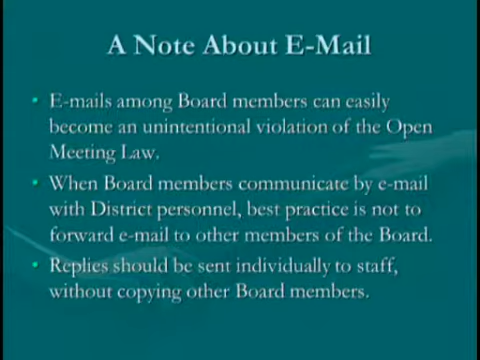 A Note About E-Mail
• E-mails among Board members can easily
become an unintentional violation of the Open
Meeting Law.
• When Board members communicate by e-mail
with District personnel, best practice is not to
forward e-mail to other members of the Board.
• Replies should be sent individually to staff,
without copying other Board members.